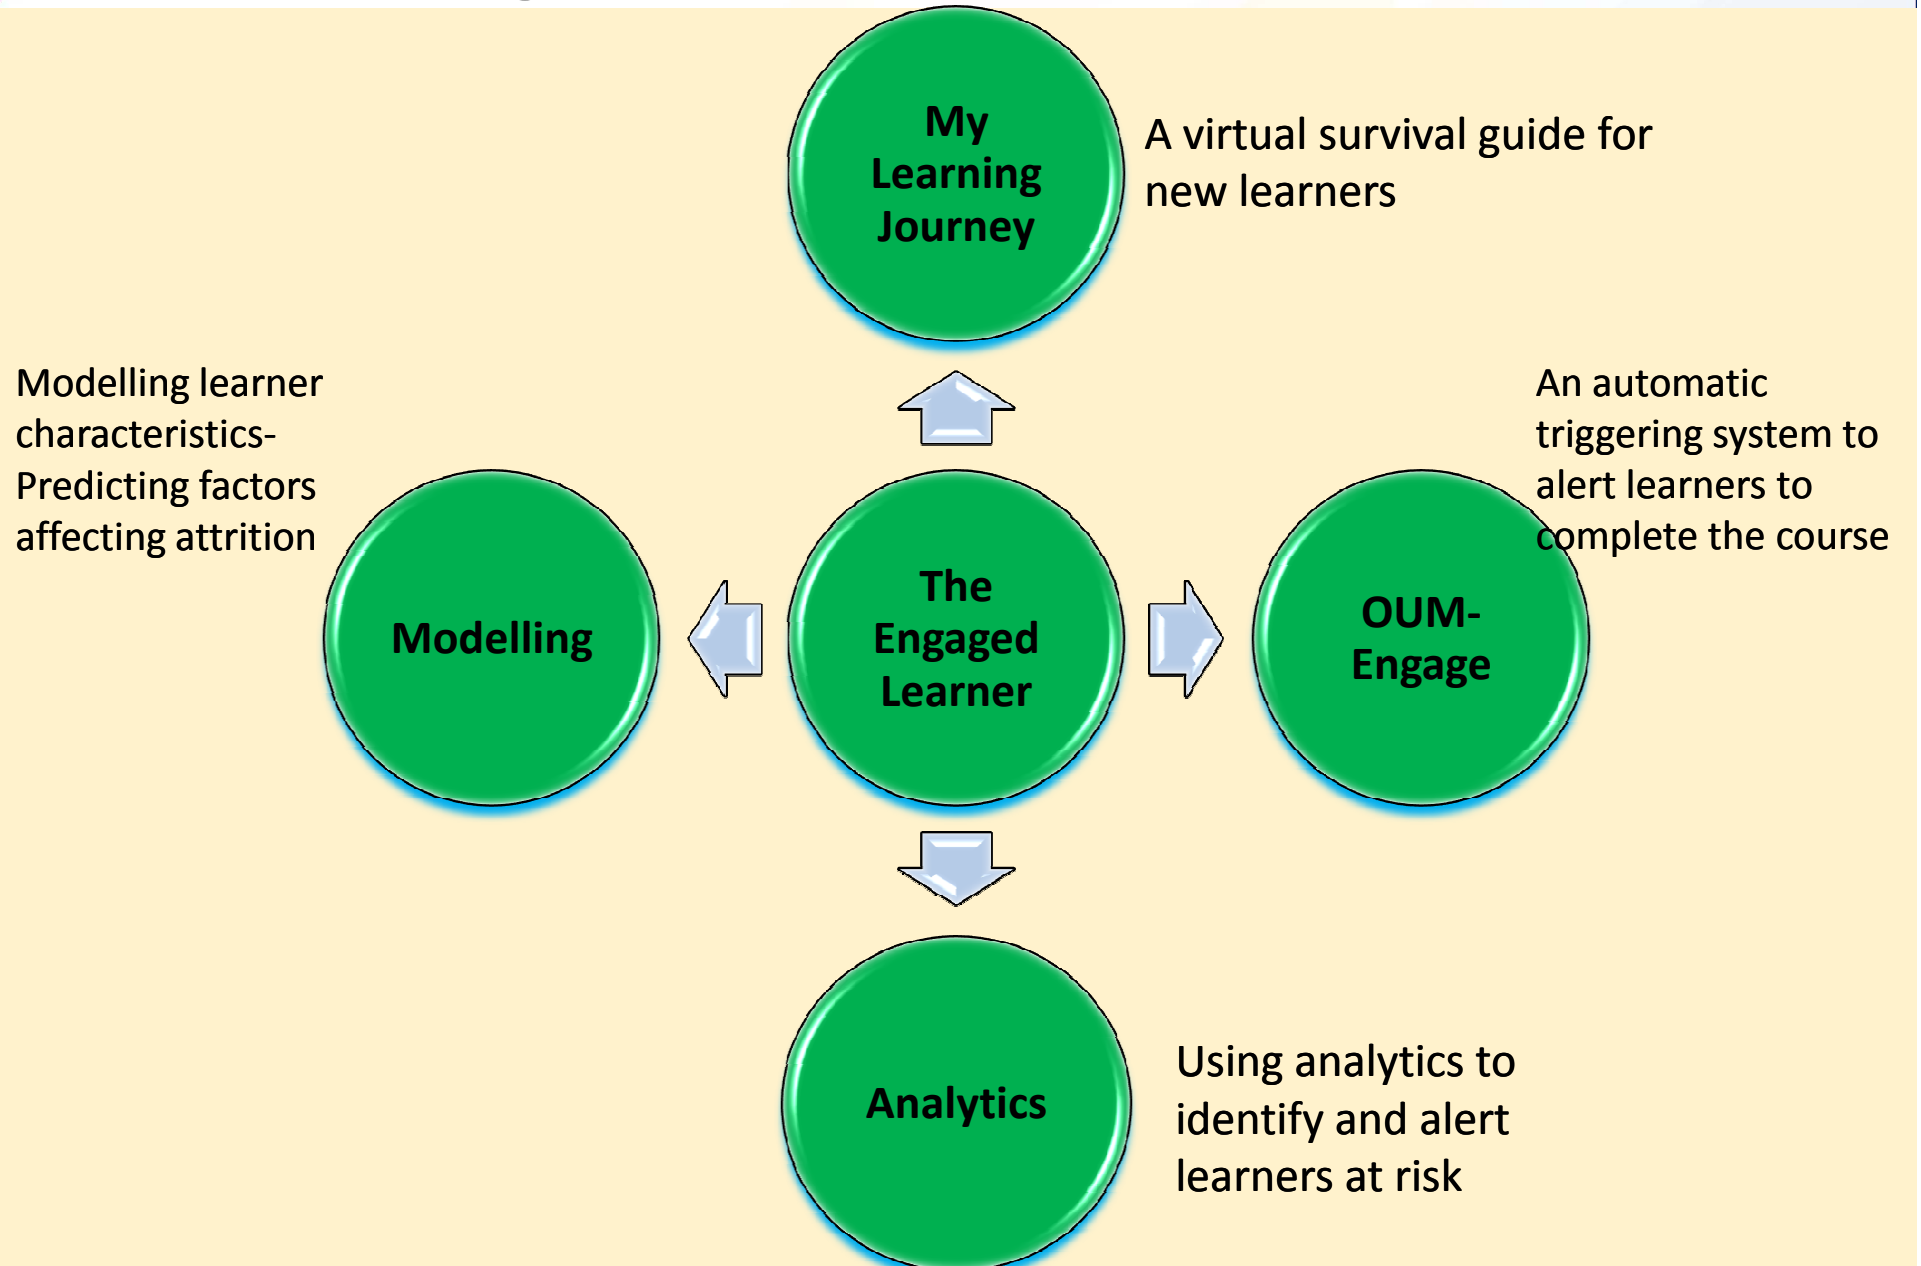 My
Learning
Journey
A virtual survival guide for
new learners
Modelling learner
characteristics-
Predicting factors
affecting attrition
An automatic
triggering system to
alert learners to
complete the course
Modelling
The
Engaged
Learner
OUM-
Engage
Analytics
Using analytics to
identify and alert
learners at risk